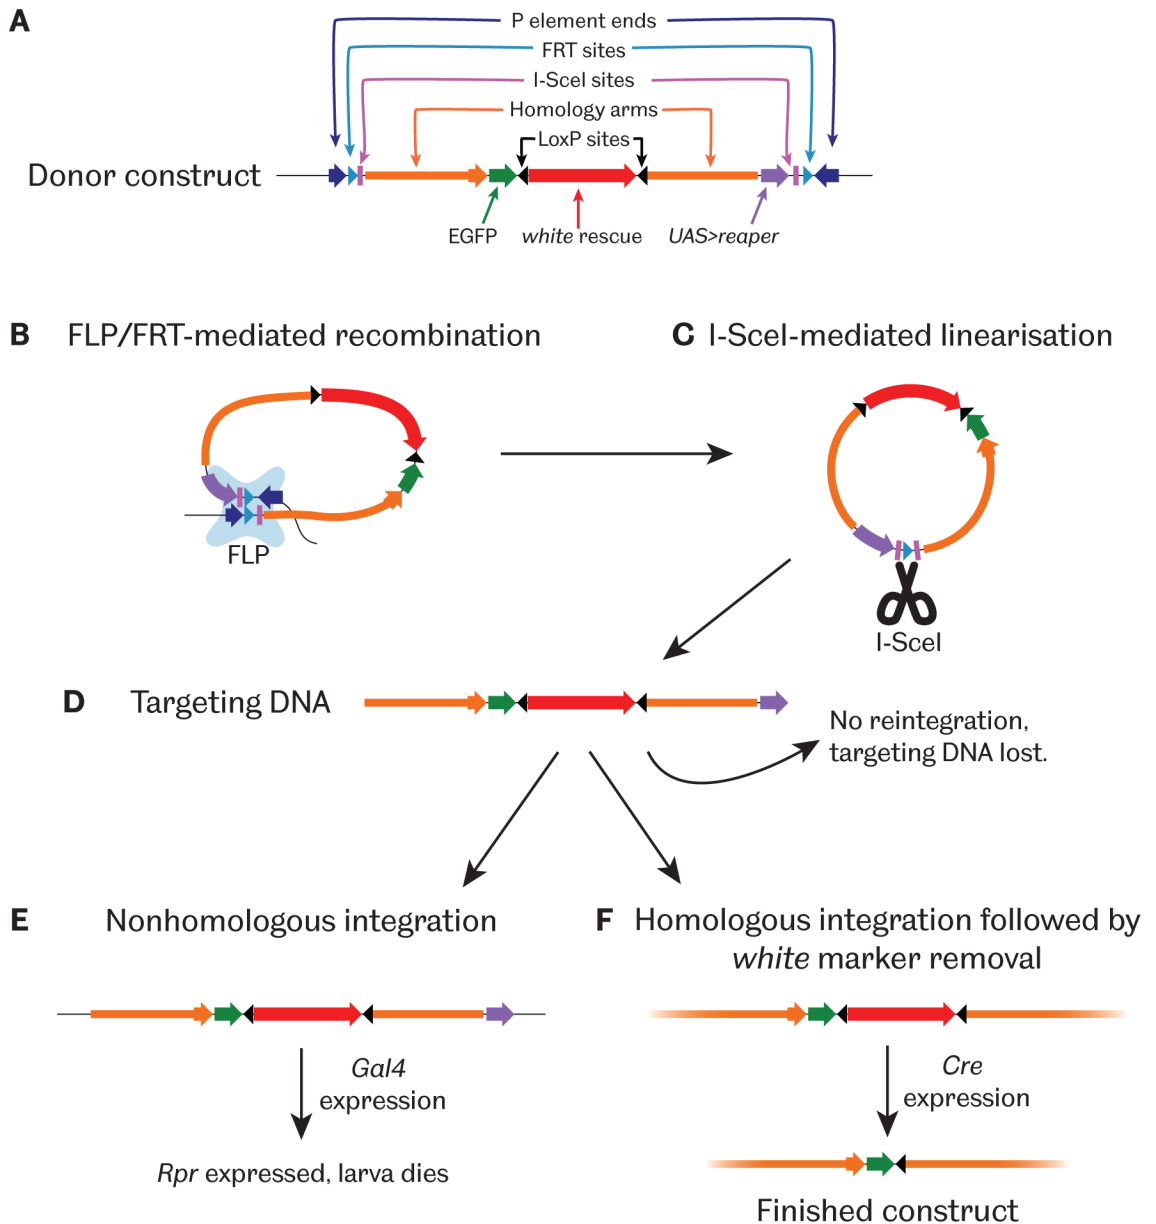 A
P element ends
FRT sites
I-SceI sites
Homology arms
LoxP sites
Donor construct
EGFP
white rescue
UAS>reaper
B FLP/FRT-mediated recombination
C I-SceI-mediated linearisation
FLP
I-SceI
D Targeting DNA
No reintegration,
targeting DNA lost.
E Nonhomologous integration
F Homologous integration followed by
white marker removal
Gal4
expression
Rpr expressed, larva dies
Cre
expression
Finished construct